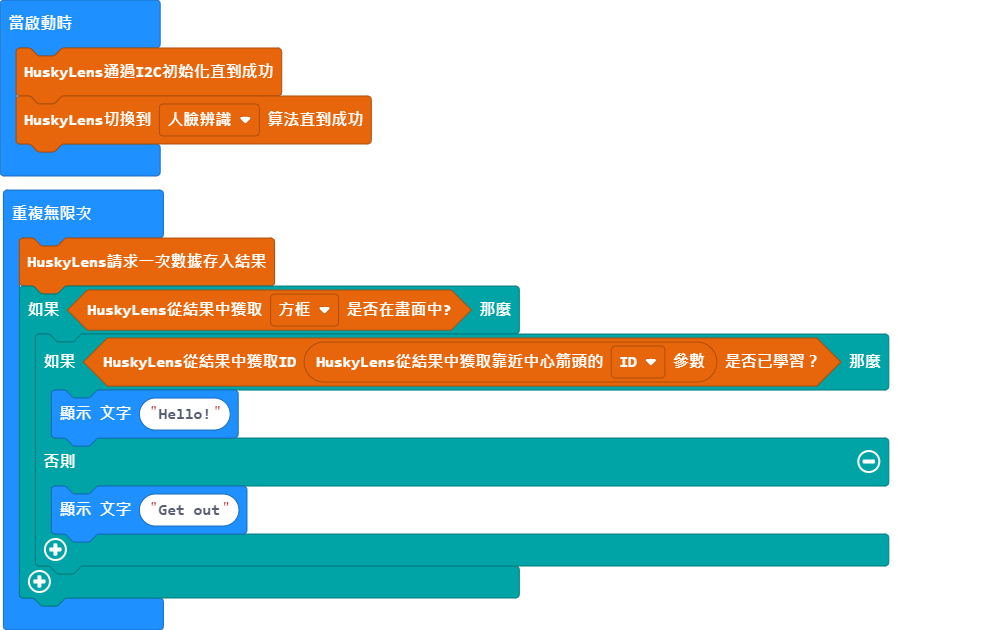 當啟動時
HuskyLens通過I2C初始化直到成功
HuskyLens切換到 人臉辨識 算法直到成功
重複無限次
HuskyLens請求一次數據存入結果
如果 HuskyLens從結果中獲取 方框 是否在畫面中? 那麼
如果 HuskyLens從結果中獲取ID HuskyLens從結果中獲取靠近中心箭頭的 ID 參數 是否已學習？ 那麼
顯示 文字 "Hello!"
否則
顯示 文字 "Get out"